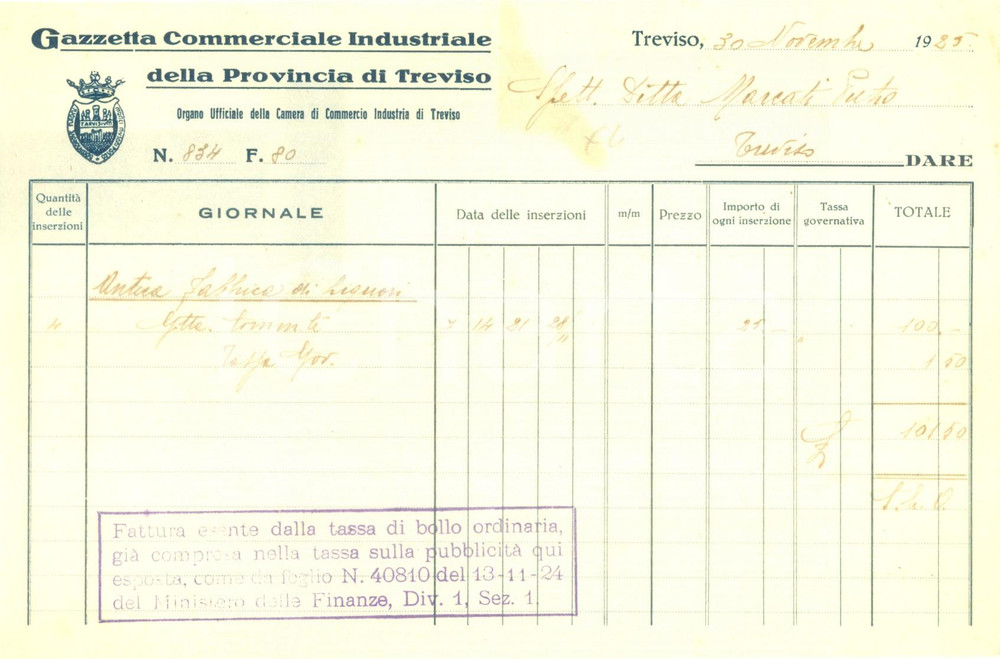 Gazzetta Commerciale Industriale
della Provincia di Treviso
Organo Ufficiale della Camera di Commercio Industria di Treviso
N. 834 F. 80
Treviso, 30 Novembre 1925
Spett. Ditta Marcati
Treviso
DARE
Quantità delle inserzioni
GIORNALE
Data delle inserzioni
m/m
Prezzo
Importo di ogni inserzione
Tassa governativa
TOTALE
Antica Fabbrica di Liquori
4 7 14 21 28/11 25.- 100.-
Tassa Gov. 1 50
101 50
Fattura esente dalla tassa di bollo ordinaria,
già compresa nella tassa sulla pubblicità qui
esposta, come da foglio N. 40810 del 13-11-24
del Ministero delle Finanze, Div. 1, Sez. 1.